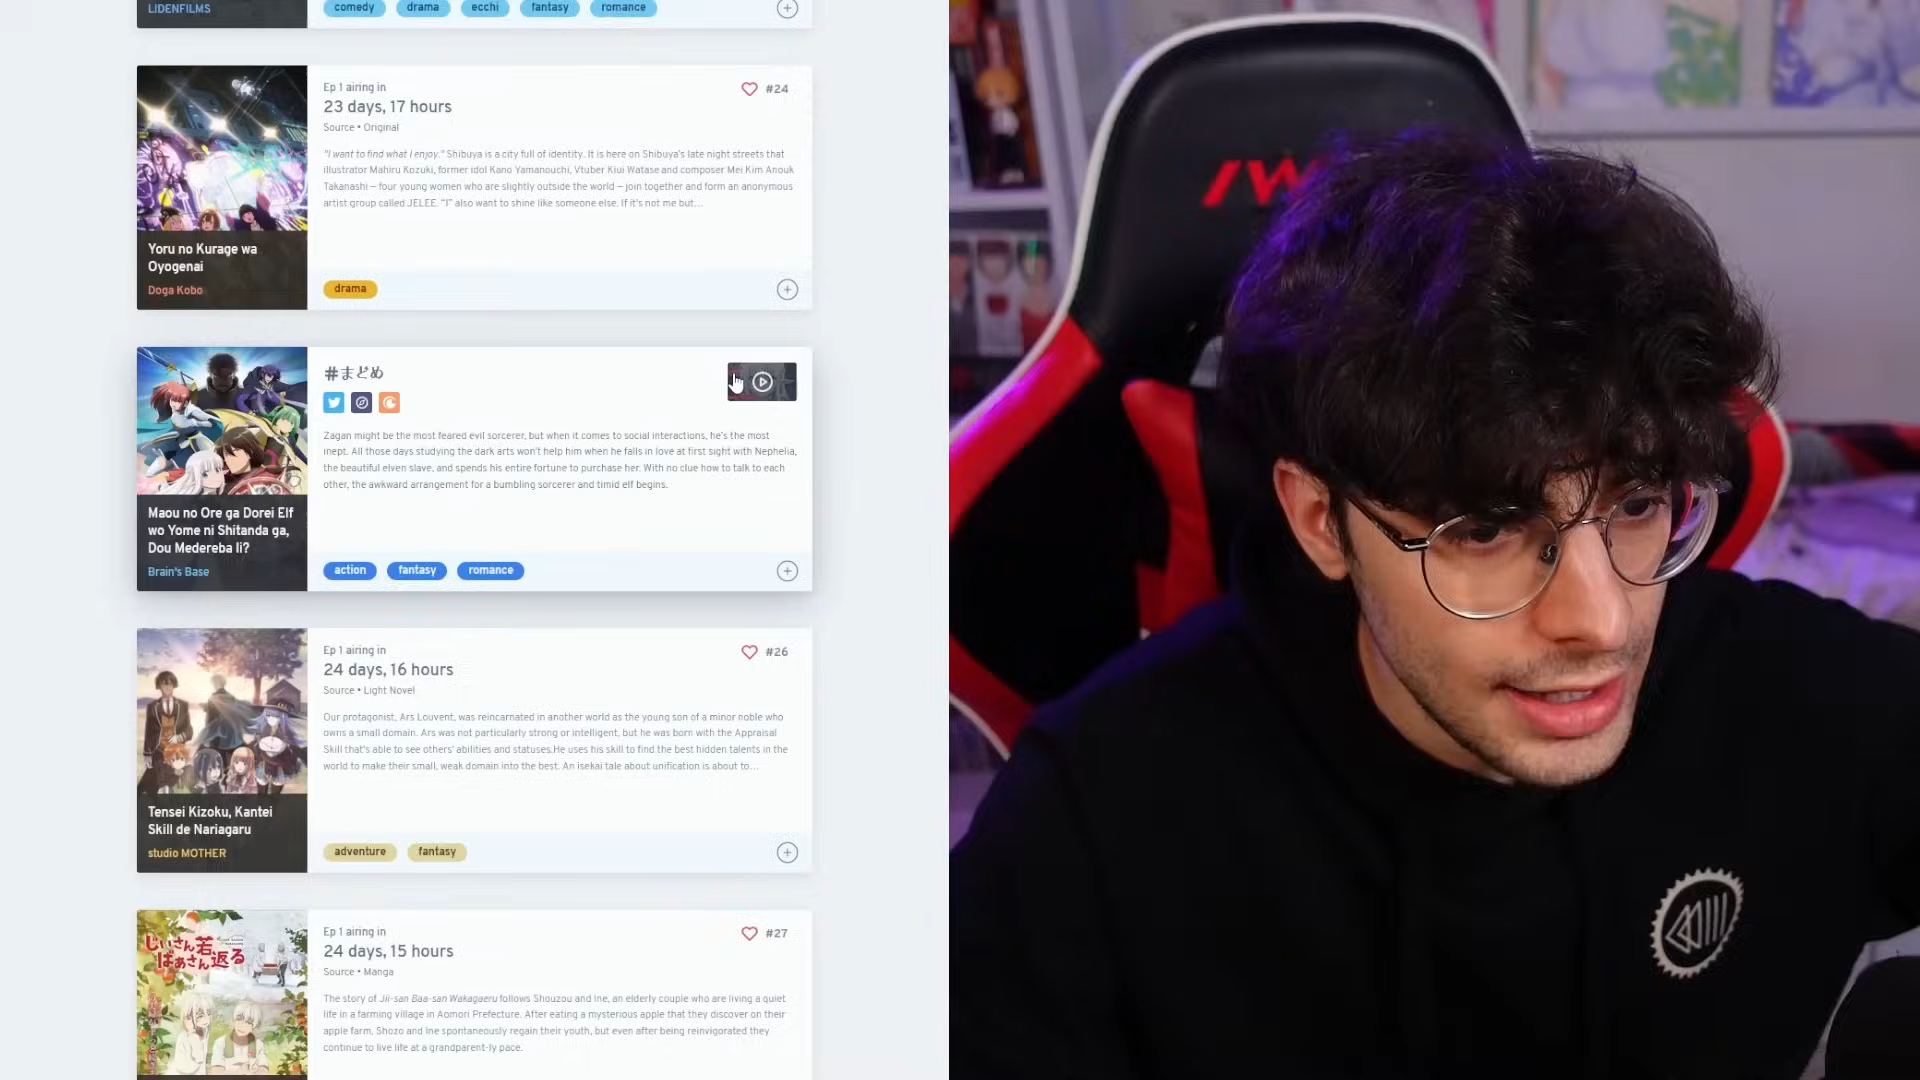 LIDENFILMS
comedy
drama
ecchi
fantasy
romance
Ep 1 airing in
#24
23 days, 17 hours
Source • Original
"I want to find what I enjoy." Shibuya is a city full of identity. It is here on Shibuya's late night streets that
illustrator Mahiru Kozuki, former idol Kano Yamanouchi, Vtuber Kiui Watase and composer Mei Kim Anouk
Takanashi — four young women who are slightly outside the world — join together and form an anonymous
artist group called JELEE. "I" also want to shine like someone else. If it's not me but...
Yoru no Kurage wa
Oyogenai
Doga Kobo
drama
#まどめ
Zagan might be the most feared evil sorcerer, but when it comes to social interactions, he's the most
inept. All those days studying the dark arts won't help him when he falls in love at first sight with Nephelia,
the beautiful elven slave, and spends his entire fortune to purchase her. With no clue how to talk to each
other, the awkward arrangement for a bumbling sorcerer and timid elf begins.
Maou no Ore ga Dorei Elf
wo Yome ni Shitanda ga,
Dou Medereba Ii?
Brain's Base
action
fantasy
romance
Ep 1 airing in
#26
24 days, 16 hours
Source • Light Novel
Our protagonist, Ars Louvent, was reincarnated in another world as the young son of a minor noble who
owns a small domain. Ars was not particularly strong or intelligent, but he was born with the Appraisal
Skill that's able to see others' abilities and statuses.He uses his skill to find the best hidden talents in the
world to make their small, weak domain into the best. An isekai tale about unification is about to...
Tensei Kizoku, Kantei
Skill de Nariagaru
studio MOTHER
adventure
fantasy
Ep 1 airing in
#27
24 days, 15 hours
Source • Manga
じいさん若
ばあさん返る
The story of Jii-san Baa-san Wakagaeru follows Shouzou and Ine, an elderly couple who are living a quiet
life in a farming village in Aomori Prefecture. After eating a mysterious apple that they discover on their
apple farm, Shozo and Ine spontaneously regain their youth, but even after being reinvigorated they
continue to live life at a grandparent-ly pace.